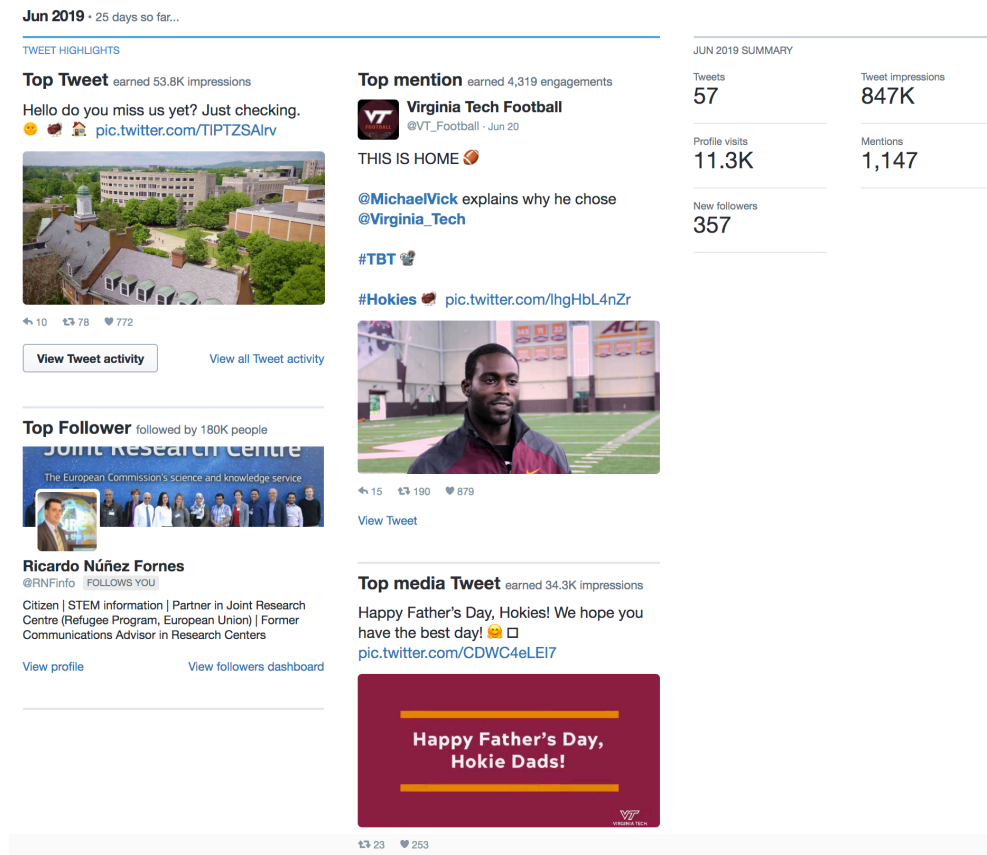 Jun 2019 • 25 days so far...
TWEET HIGHLIGHTS
Top Tweet earned 53.8K impressions
Hello do you miss us yet? Just checking.
🌝 🦃 🏠 pic.twitter.com/TlPTZSAlrv
10 78 772
View Tweet activity
View all Tweet activity
Top Follower followed by 180K people
Joint Research Centre
The European Commission's science and knowledge service
Ricardo Núñez Fornes
@RNFinfo FOLLOWS YOU
Citizen | STEM information | Partner in Joint Research
Centre (Refugee Program, European Union) | Former
Communications Advisor in Research Centers
View profile
View followers dashboard
Top mention earned 4,319 engagements
VT
FOOTBALL
Virginia Tech Football
@VT_Football · Jun 20
THIS IS HOME 🏈
@MichaelVick explains why he chose
@Virginia_Tech
#TBT 📽
#Hokies 🦃 pic.twitter.com/lhgHbL4nZr
ACC
15 190 879
View Tweet
Top media Tweet earned 34.3K impressions
Happy Father's Day, Hokies! We hope you
have the best day! 🤗 □
pic.twitter.com/CDWC4eLEl7
Happy Father's Day,
Hokie Dads!
VT
VIRGINIA TECH
23 253
JUN 2019 SUMMARY
Tweets
57
Tweet impressions
847K
Profile visits
11.3K
Mentions
1,147
New followers
357